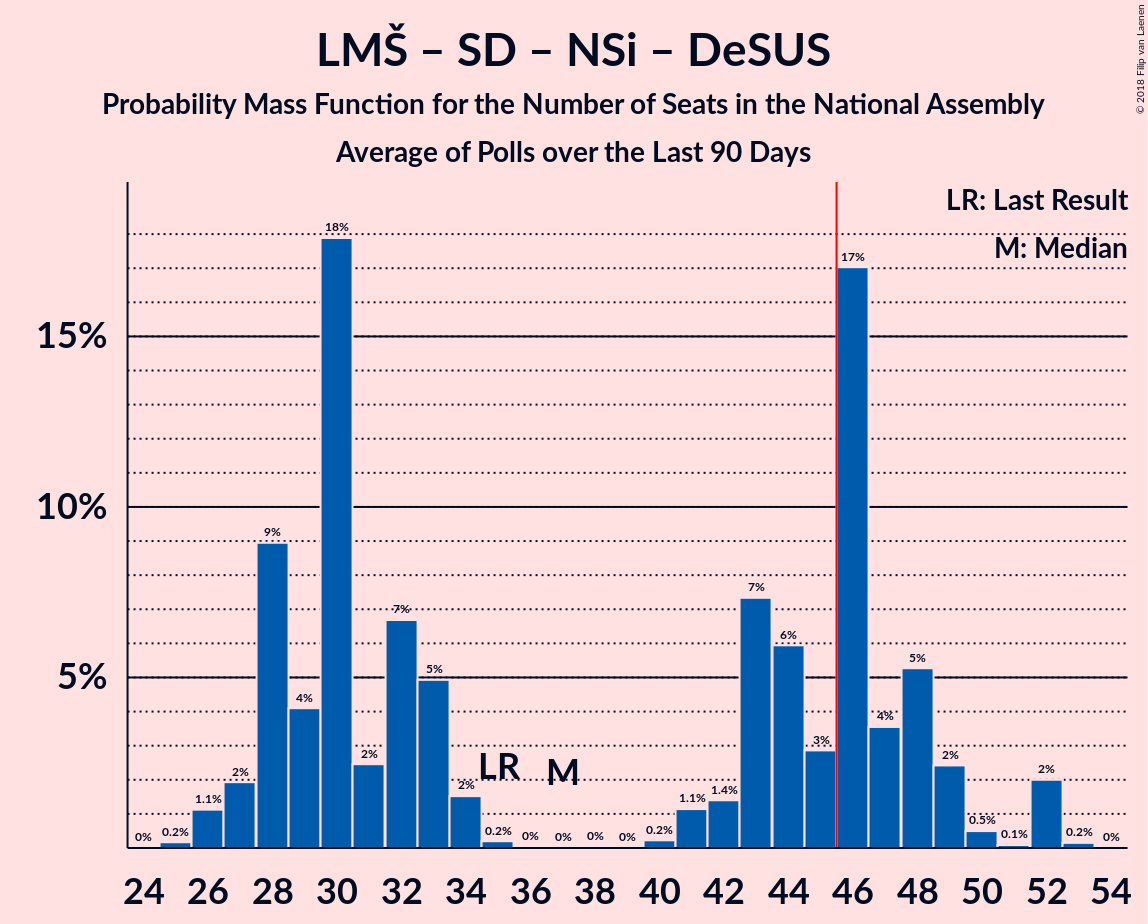 LMŠ – SD – NSi – DeSUS
Probability Mass Function for the Number of Seats in the National Assembly
Average of Polls over the Last 90 Days
© 2018 Filip van Laenen
LR: Last Result
M: Median
15%
10%
5%
0% 0.2% 1.1% 2% 9% 4% 18% 2% 7% 5% 2% 0.2% 0% 0% 0% 0% 0.2% 1.1% 1.4% 7% 6% 3% 17% 4% 5% 2% 0.5% 0.1% 2% 0.2% 0%
LR M
24 26 28 30 32 34 36 38 40 42 44 46 48 50 52 54